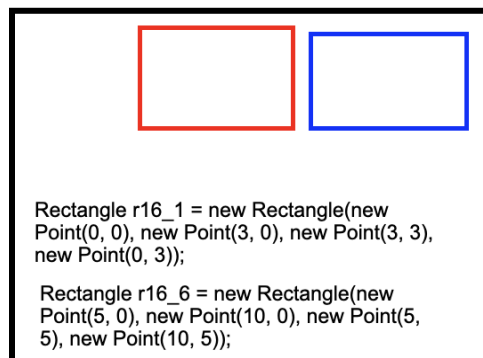 Rectangle r16_1 = new Rectangle(new
Point(0, 0), new Point(3, 0), new Point(3, 3),
new Point(0, 3));
Rectangle r16_6 = new Rectangle(new
Point(5, 0), new Point(10, 0), new Point(5,
5), new Point(10, 5));